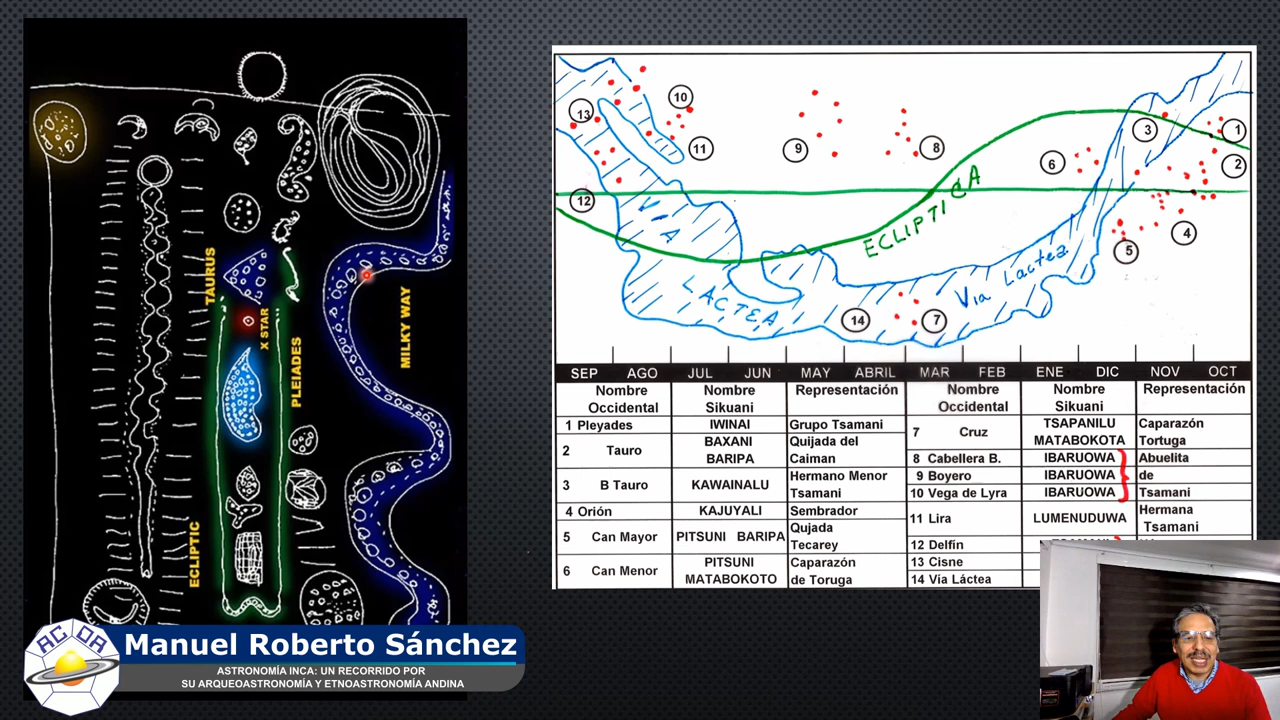 TAURUS
X STAR
PLEIADES
MILKY WAY
ECLIPTIC
13
10
11
9
8
3
1
2
6
12
4
5
14
7
VIA
LACTEA
ECLIPTICA
Via Lactea
SEP AGO JUL JUN MAY ABRIL MAR FEB ENE DIC NOV OCT
Nombre Occidental Nombre Sikuani Representación Nombre Occidental Nombre Sikuani Representación
1 Pleyades IWINAI Grupo Tsamani
2 Tauro BAXANI BARIPA Quijada del Caiman
3 B Tauro KAWAINALU Hermano Menor Tsamani
4 Orión KAJUYALI Sembrador
5 Can Mayor PITSUNI BARIPA Qujada Tecarey
6 Can Menor PITSUNI MATABOKOTO Caparazón de Toruga
7 Cruz TSAPANILU MATABOKOTA Caparazón Tortuga
8 Cabellera B. IBARUOWA Abuelita
9 Boyero IBARUOWA de
10 Vega de Lyra IBARUOWA Tsamani
11 Lira LUMENUDUWA Hermana Tsamani
12 Delfín
13 Cisne
14 Vía Láctea
ACDA
Manuel Roberto Sánchez
ASTRONOMÍA INCA: UN RECORRIDO POR
SU ARQUEOASTRONOMÍA Y ETNOASTRONOMÍA ANDINA